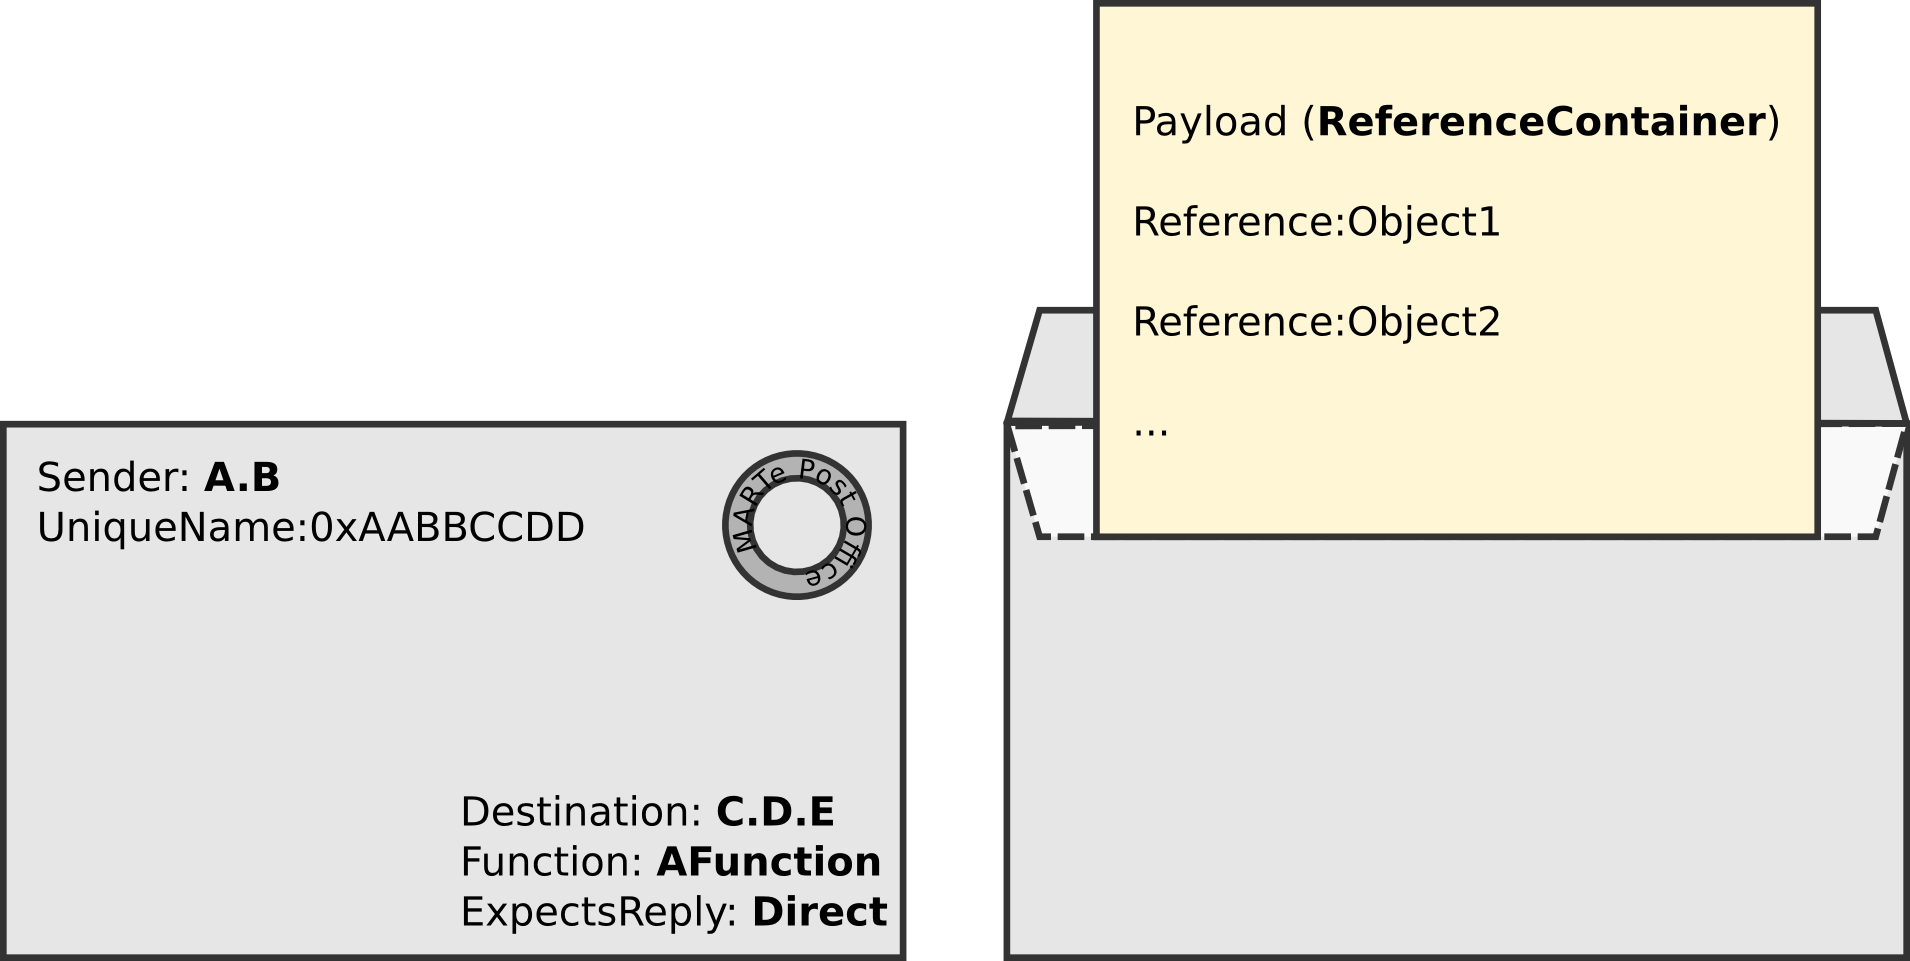 Sender: A.B
UniqueName:0xAABBCCDD
MARTe Post Office
Destination: C.D.E
Function: AFunction
ExpectsReply: Direct
Payload (ReferenceContainer)
Reference:Object1
Reference:Object2
...